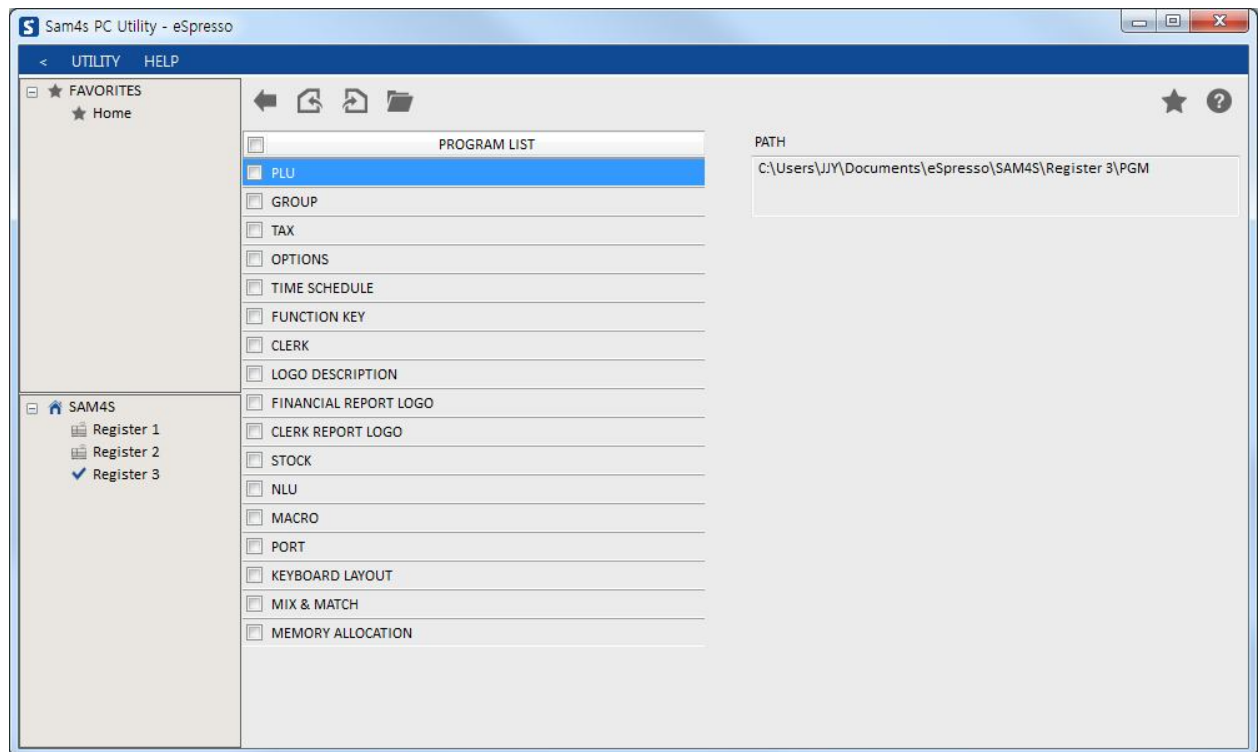 Sam4s PC Utility - eSpresso
< UTILITY HELP
FAVORITES
Home
SAM4S
Register 1
Register 2
Register 3
PROGRAM LIST
PLU
GROUP
TAX
OPTIONS
TIME SCHEDULE
FUNCTION KEY
CLERK
LOGO DESCRIPTION
FINANCIAL REPORT LOGO
CLERK REPORT LOGO
STOCK
NLU
MACRO
PORT
KEYBOARD LAYOUT
MIX & MATCH
MEMORY ALLOCATION
PATH
C:\Users\JJY\Documents\eSpresso\SAM4S\Register 3\PGM